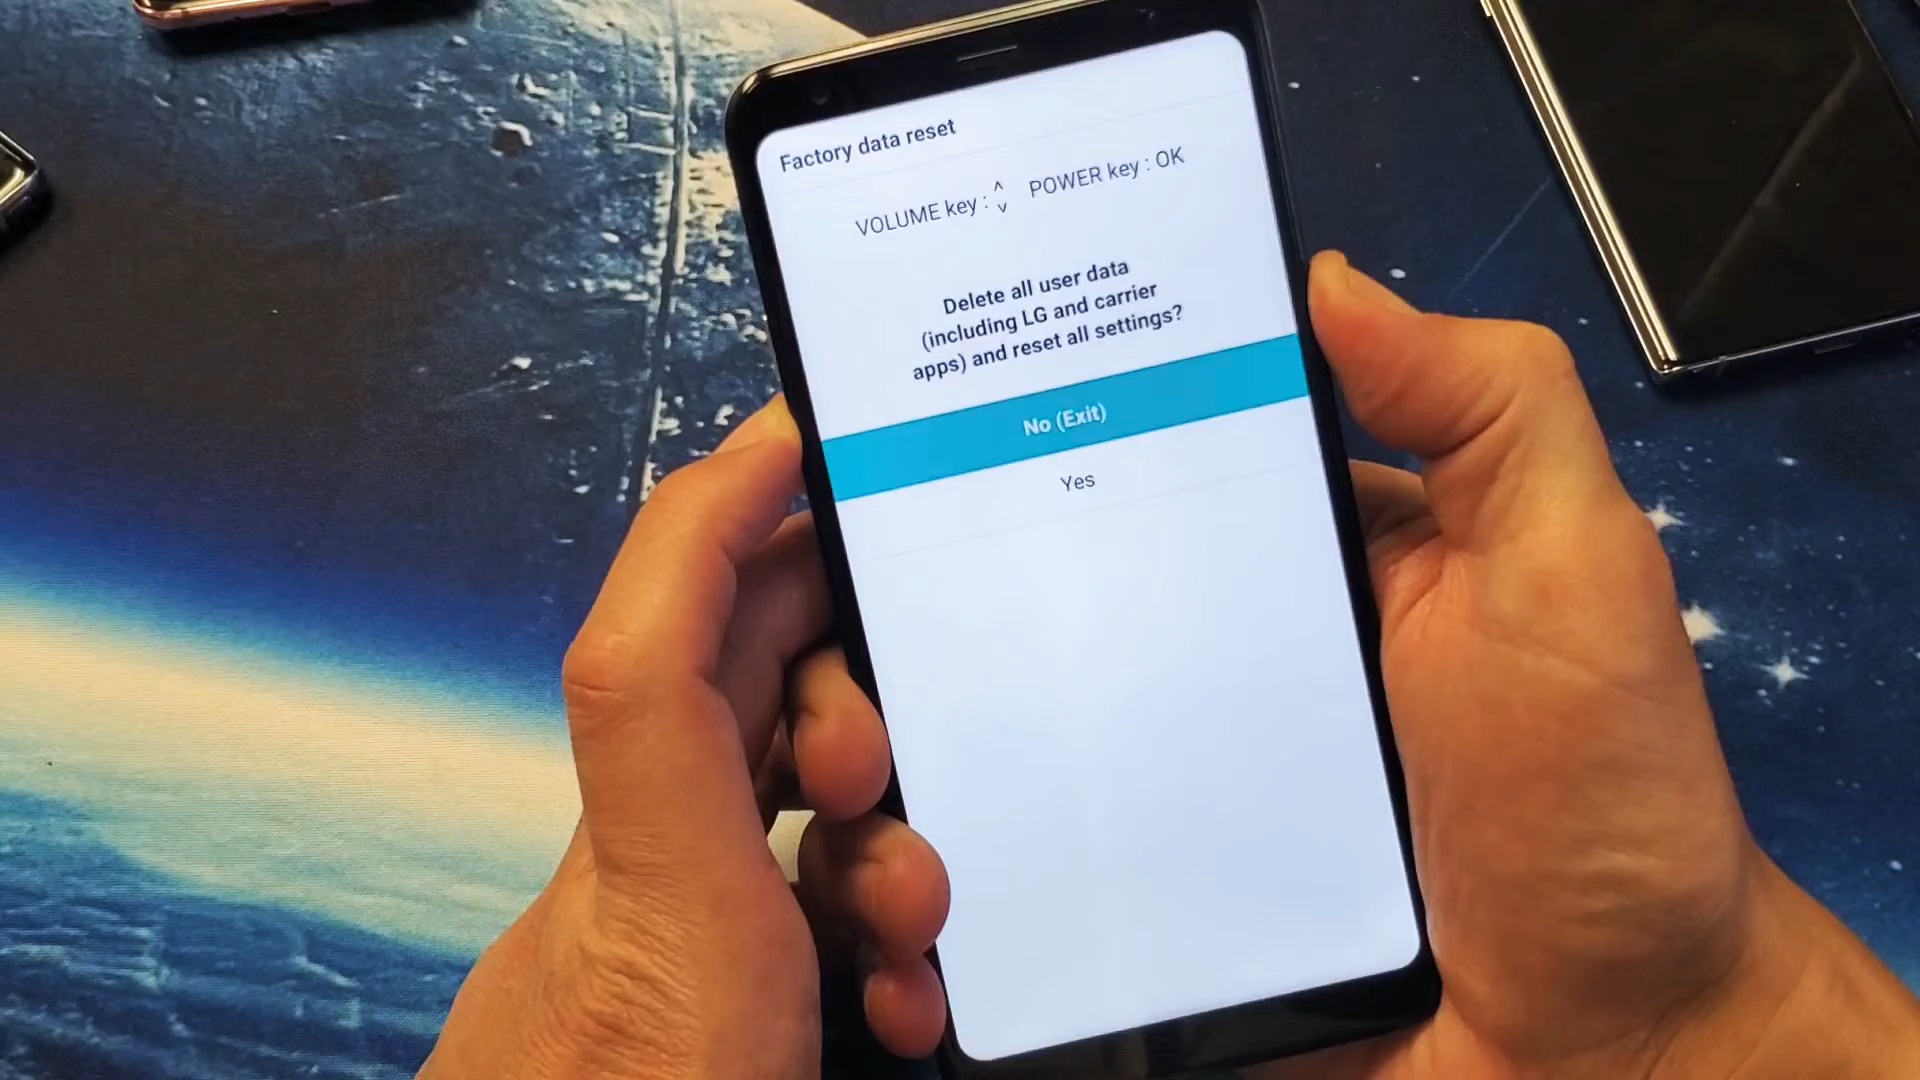 Factory data reset
VOLUME key : ^ v POWER key : OK
Delete all user data
(including LG and carrier
apps) and reset all settings?
No (Exit)
Yes